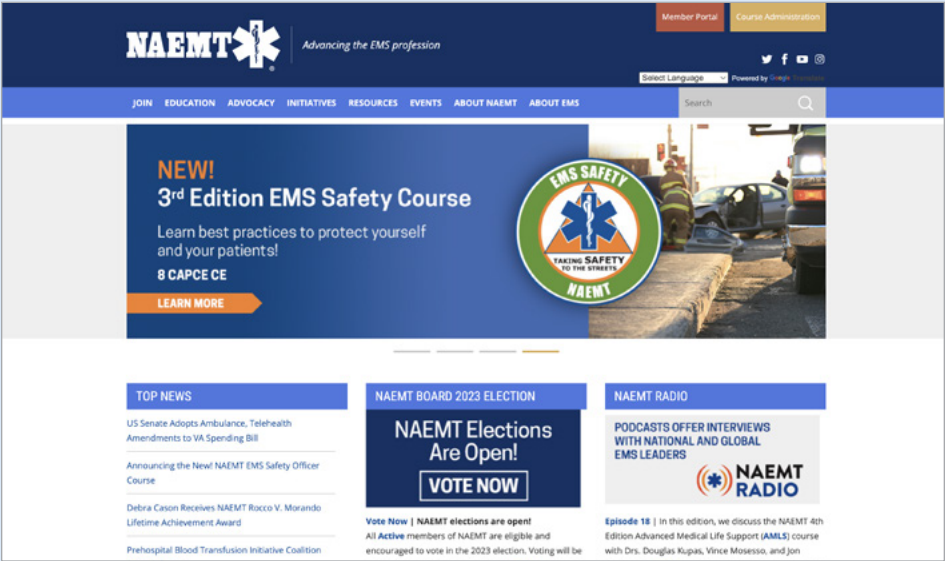 Member Portal
Course Administration
NAEMT
Advancing the EMS profession
Select Language
Powered by Google Translate
JOIN EDUCATION ADVOCACY INITIATIVES RESOURCES EVENTS ABOUT NAEMT ABOUT EMS
Search
NEW!
3rd Edition EMS Safety Course
Learn best practices to protect yourself
and your patients!
8 CAPCE CE
LEARN MORE
EMS SAFETY
TAKING SAFETY
TO THE STREETS
NAEMT
TOP NEWS
US Senate Adopts Ambulance, Telehealth
Amendments to VA Spending Bill
Announcing the New! NAEMT EMS Safety Officer
Course
Debra Cason Receives NAEMT Rocco V. Morando
Lifetime Achievement Award
Prehospital Blood Transfusion Initiative Coalition
NAEMT BOARD 2023 ELECTION
NAEMT Elections
Are Open!
VOTE NOW
Vote Now | NAEMT elections are open!
All Active members of NAEMT are eligible and
encouraged to vote in the 2023 election. Voting will be
NAEMT RADIO
PODCASTS OFFER INTERVIEWS
WITH NATIONAL AND GLOBAL
EMS LEADERS
NAEMT
RADIO
Episode 18 | In this edition, we discuss the NAEMT 4th
Edition Advanced Medical Life Support (AMLS) course
with Drs. Douglas Kupas, Vince Mosesso, and Jon